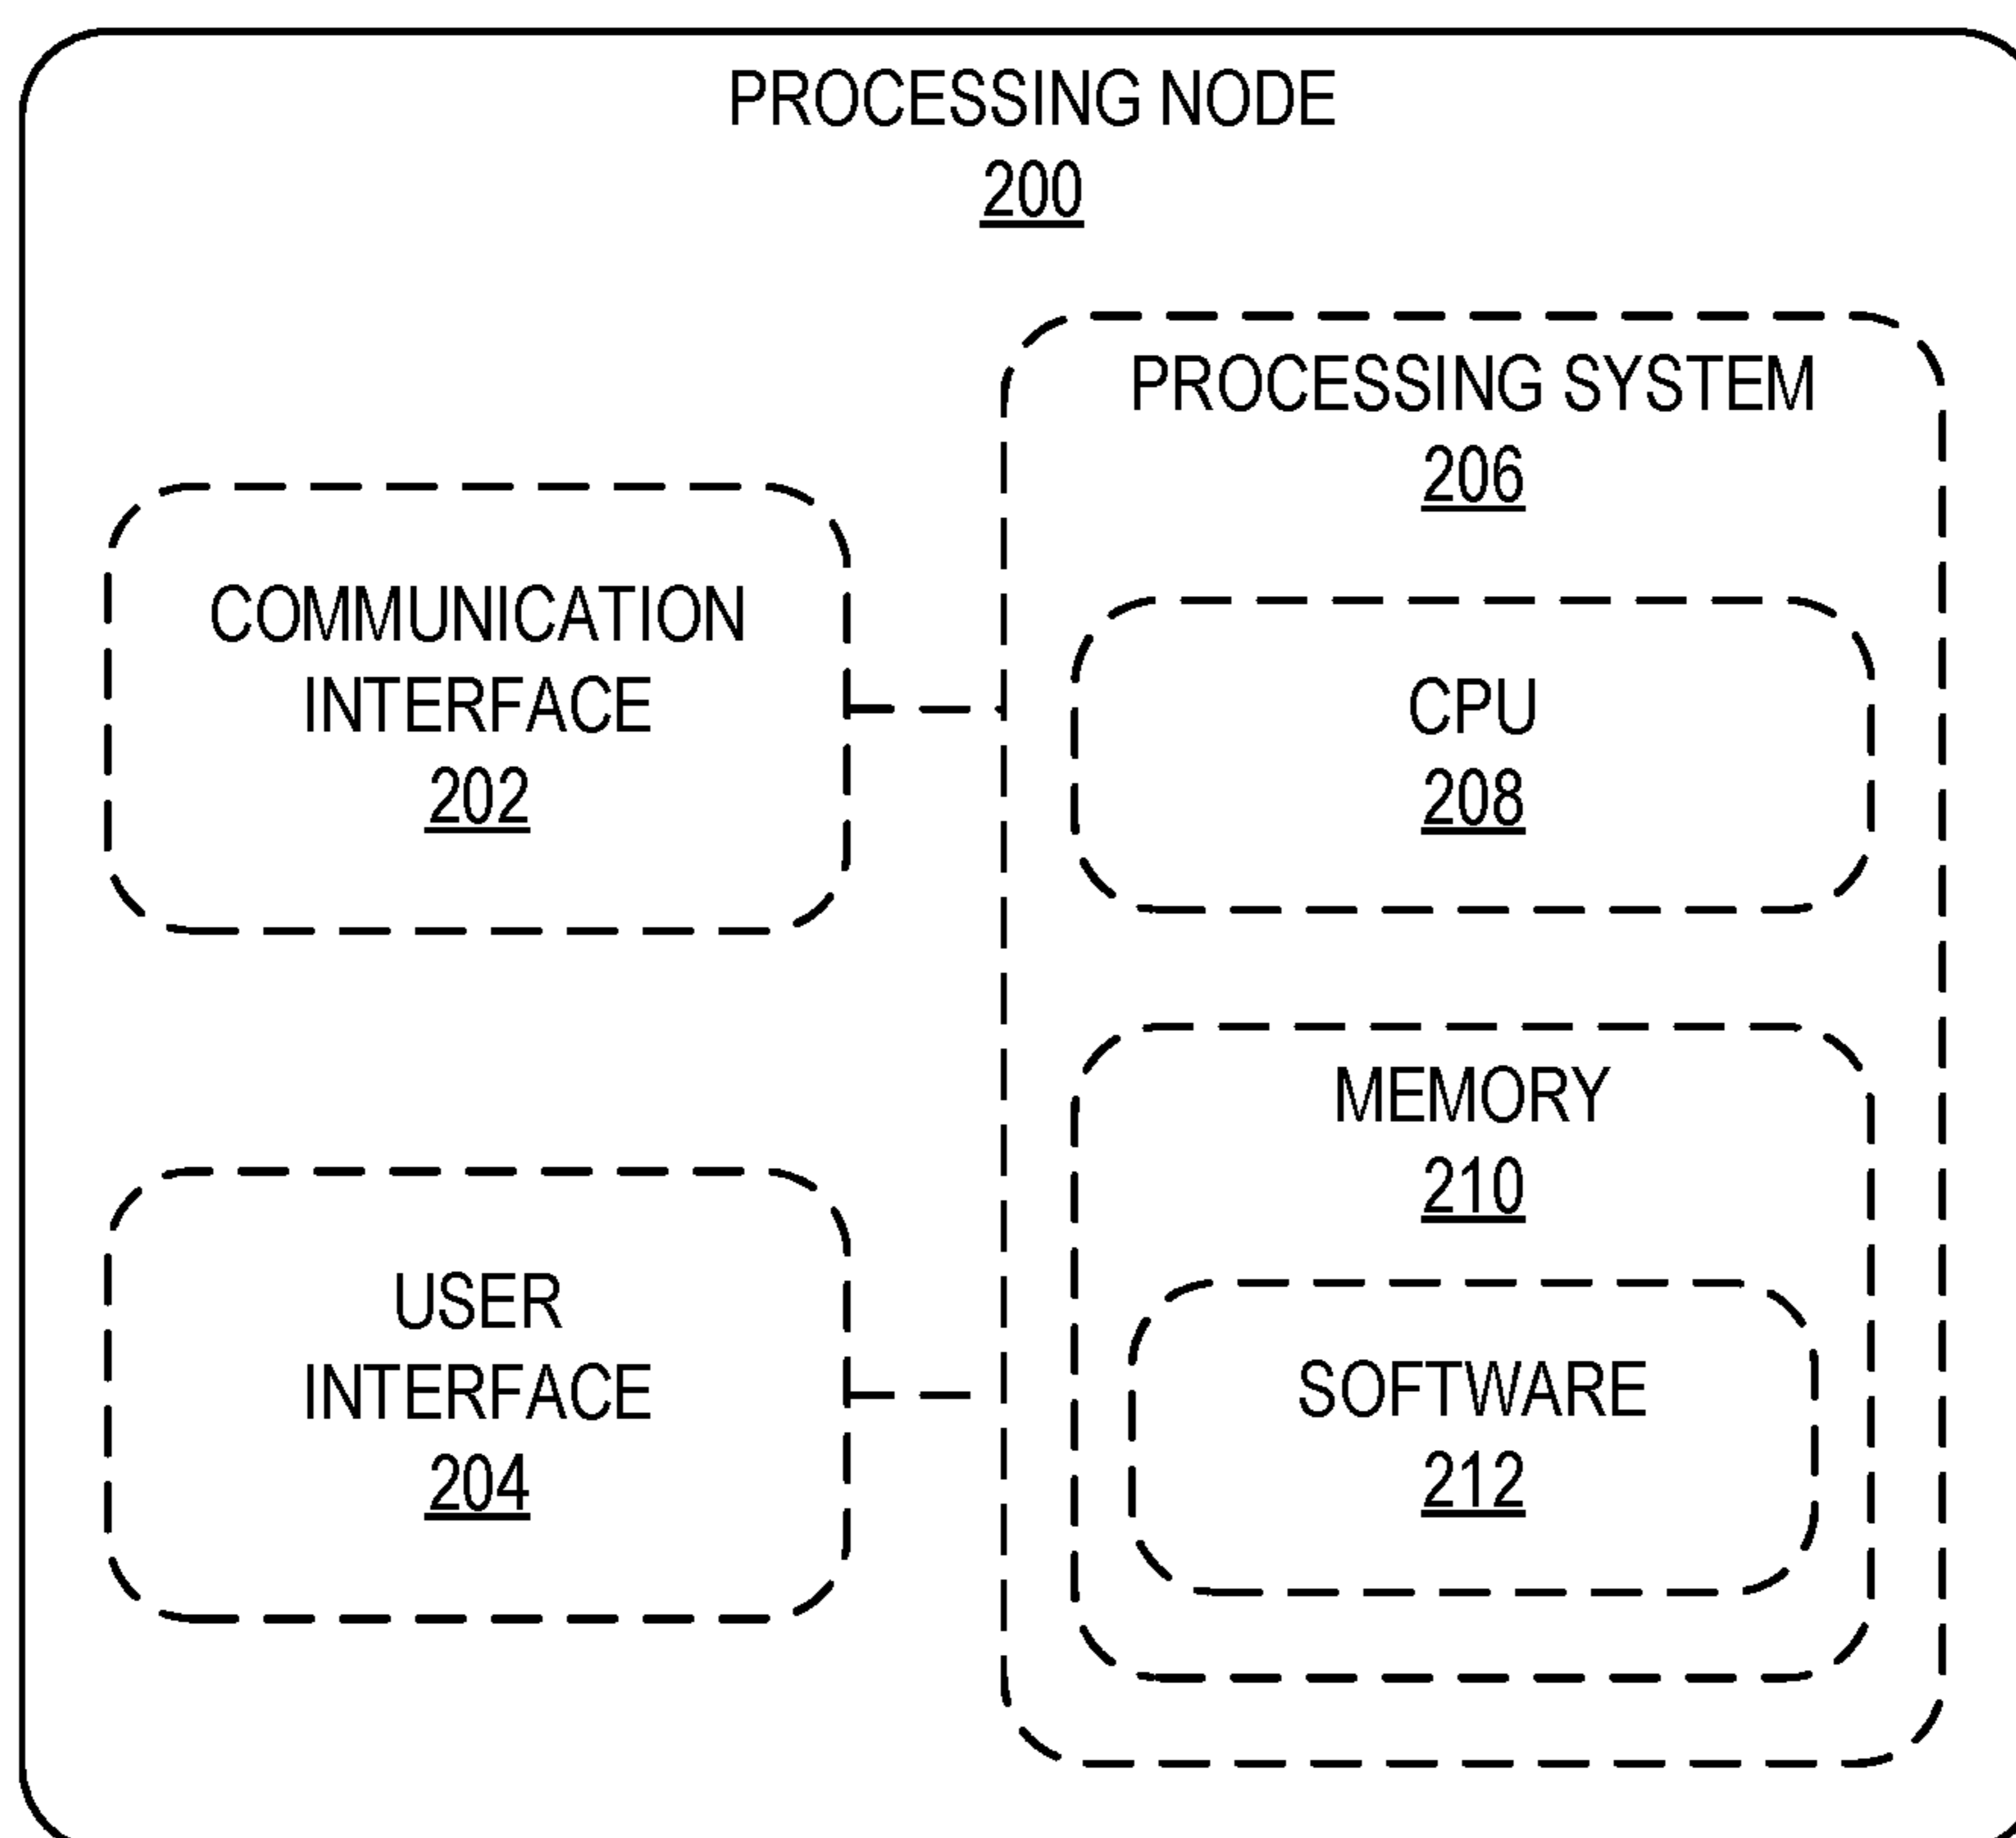 PROCESSING NODE
200
PROCESSING SYSTEM
206
COMMUNICATION
INTERFACE
202
CPU
208
MEMORY
210
USER
INTERFACE
204
SOFTWARE
212